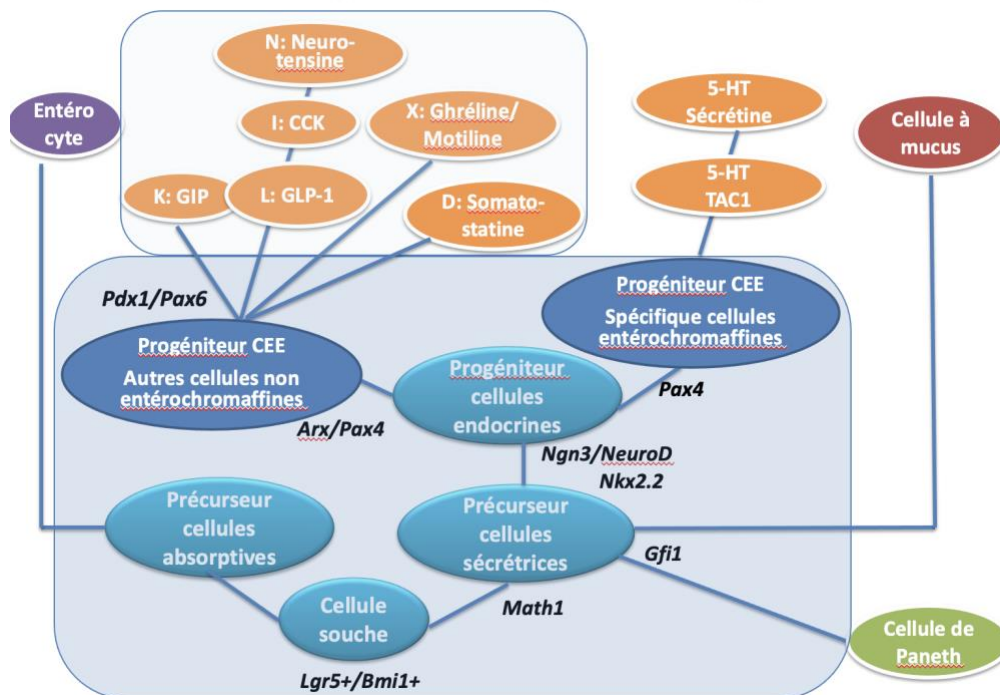 N: Neuro-
tensine
Entéro
cyte
I: CCK
X: Ghréline/
Motiline
5-HT
Sécrétine
Cellule à
mucus
K: GIP
L: GLP-1
D: Somato-
statine
5-HT
TAC1
Pdx1/Pax6
Progéniteur CEE
Spécifique cellules
entérochromaffines
Progéniteur CEE
Autres cellules non
entérochromaffines
Progéniteur
cellules
endocrines
Pax4
Arx/Pax4
Ngn3/NeuroD
Nkx2.2
Précurseur
cellules
absorptives
Précurseur
cellules
sécrétrices
Gfi1
Cellule
souche
Math1
Cellule de
Paneth
Lgr5+/Bmi1+